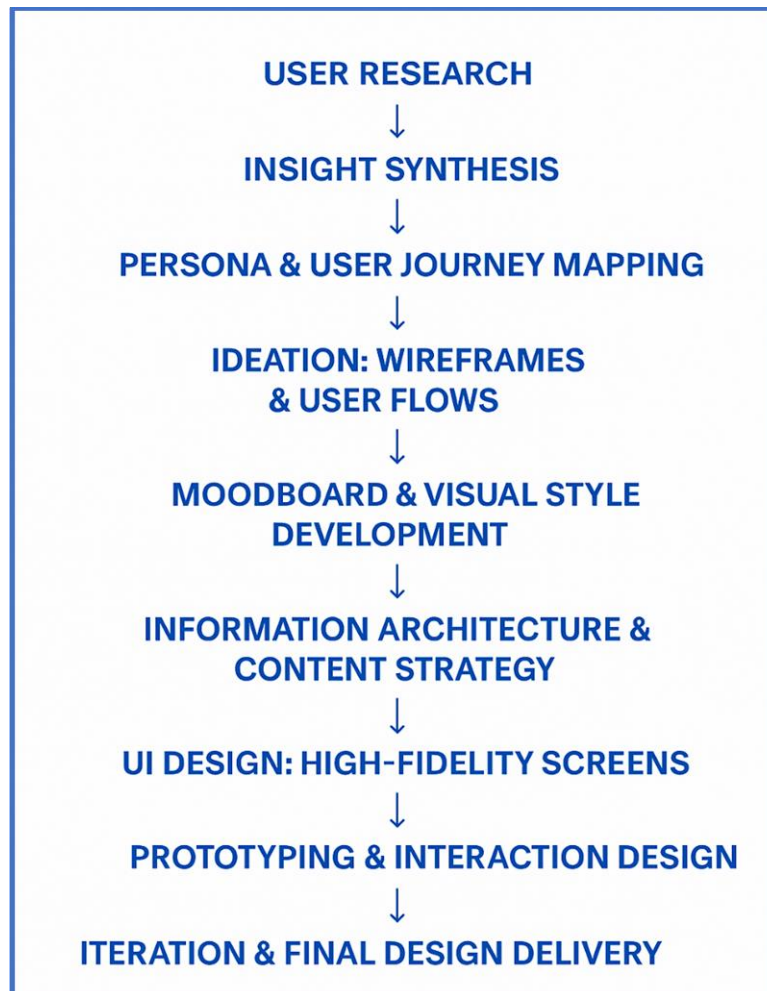 USER RESEARCH
↓
INSIGHT SYNTHESIS
↓
PERSONA & USER JOURNEY MAPPING
↓
IDEATION: WIREFRAMES
& USER FLOWS
↓
MOODBOARD & VISUAL STYLE
DEVELOPMENT
↓
INFORMATION ARCHITECTURE &
CONTENT STRATEGY
↓
UI DESIGN: HIGH-FIDELITY SCREENS
↓
PROTOTYPING & INTERACTION DESIGN
↓
ITERATION & FINAL DESIGN DELIVERY